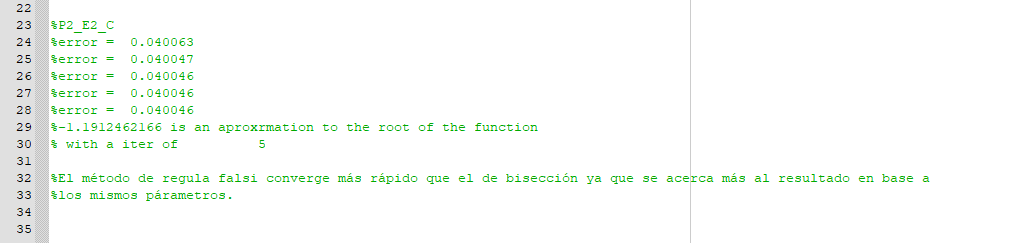 22
23 %P2_E2_C
24 %error =  0.040063
25 %error =  0.040047
26 %error =  0.040046
27 %error =  0.040046
28 %error =  0.040046
29 %-1.1912462166 is an aproxrmation to the root of the function
30 % with a iter of          5
31
32 %El método de regula falsi converge más rápido que el de bisección ya que se acerca más al resultado en base a
33 %los mismos párametros.
34
35